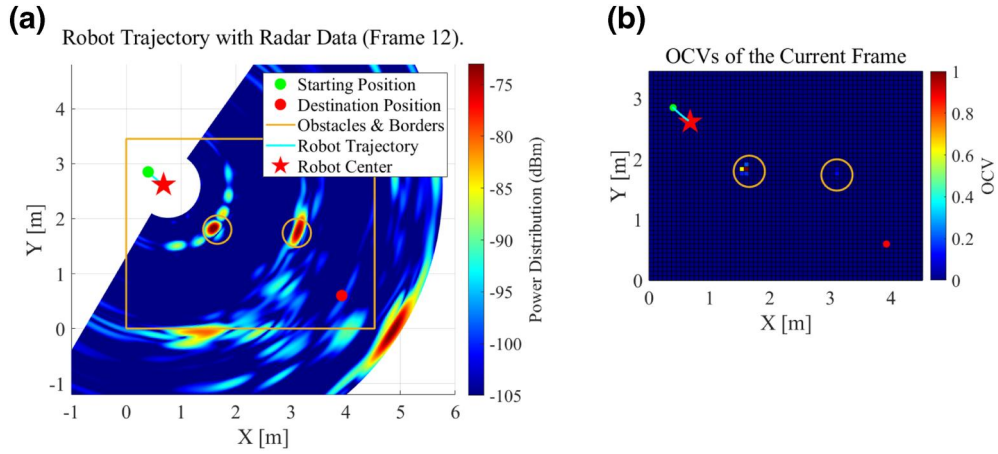 (a)
Robot Trajectory with Radar Data (Frame 12).
Starting Position
Destination Position
Obstacles & Borders
Robot Trajectory
Robot Center
4
3
2
1
0
-1
Y [m]
-1 0 1 2 3 4 5 6
X [m]
-75
-80
-85
-90
-95
-100
-105
Power Distribution (dBm)
(b)
OCVs of the Current Frame
3
2
1
0
Y [m]
0 1 2 3 4
X [m]
1
0.8
0.6
0.4
0.2
0
OCV